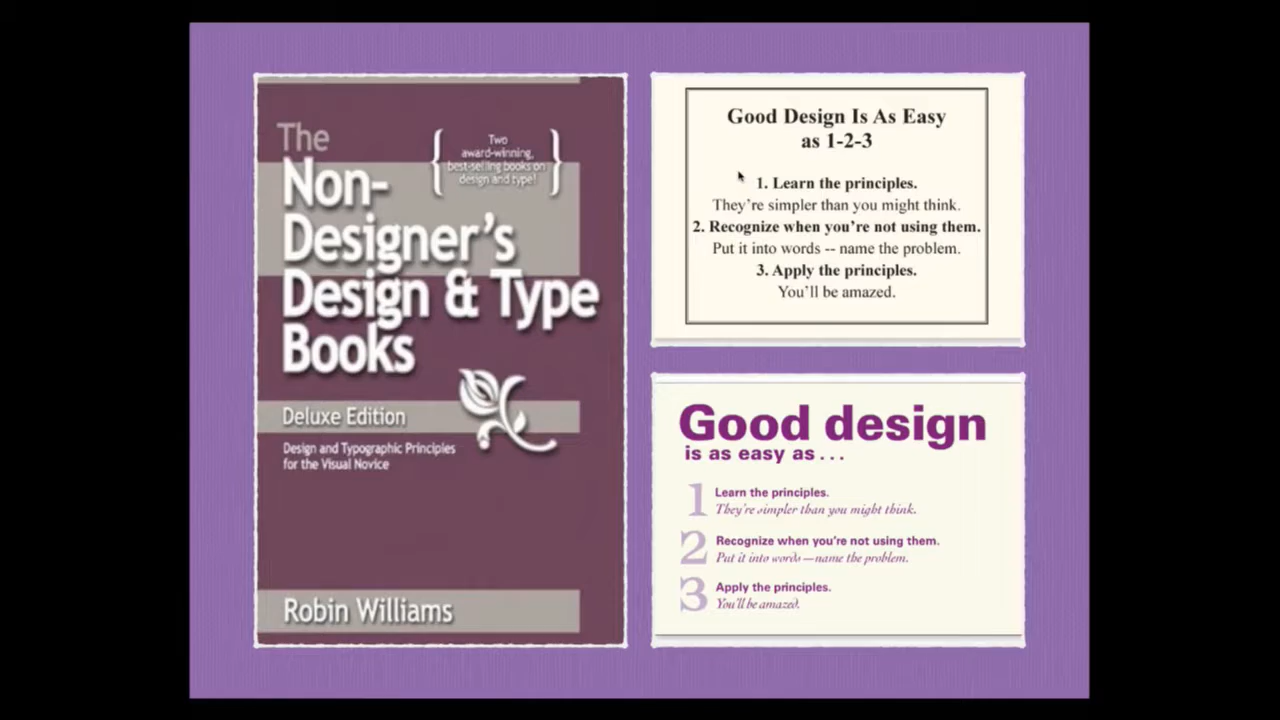 The
Non-
Designer's
Design & Type
Books
Two
award-winning,
best-selling books on
design and type!
Deluxe Edition
Design and Typographic Principles
for the Visual Novice
Robin Williams
Good Design Is As Easy
as 1-2-3
1. Learn the principles.
They're simpler than you might think.
2. Recognize when you're not using them.
Put it into words -- name the problem.
3. Apply the principles.
You'll be amazed.
Good design
is as easy as . . .
1 Learn the principles.
They're simpler than you might think.
2 Recognize when you're not using them.
Put it into words—name the problem.
3 Apply the principles.
You'll be amazed.